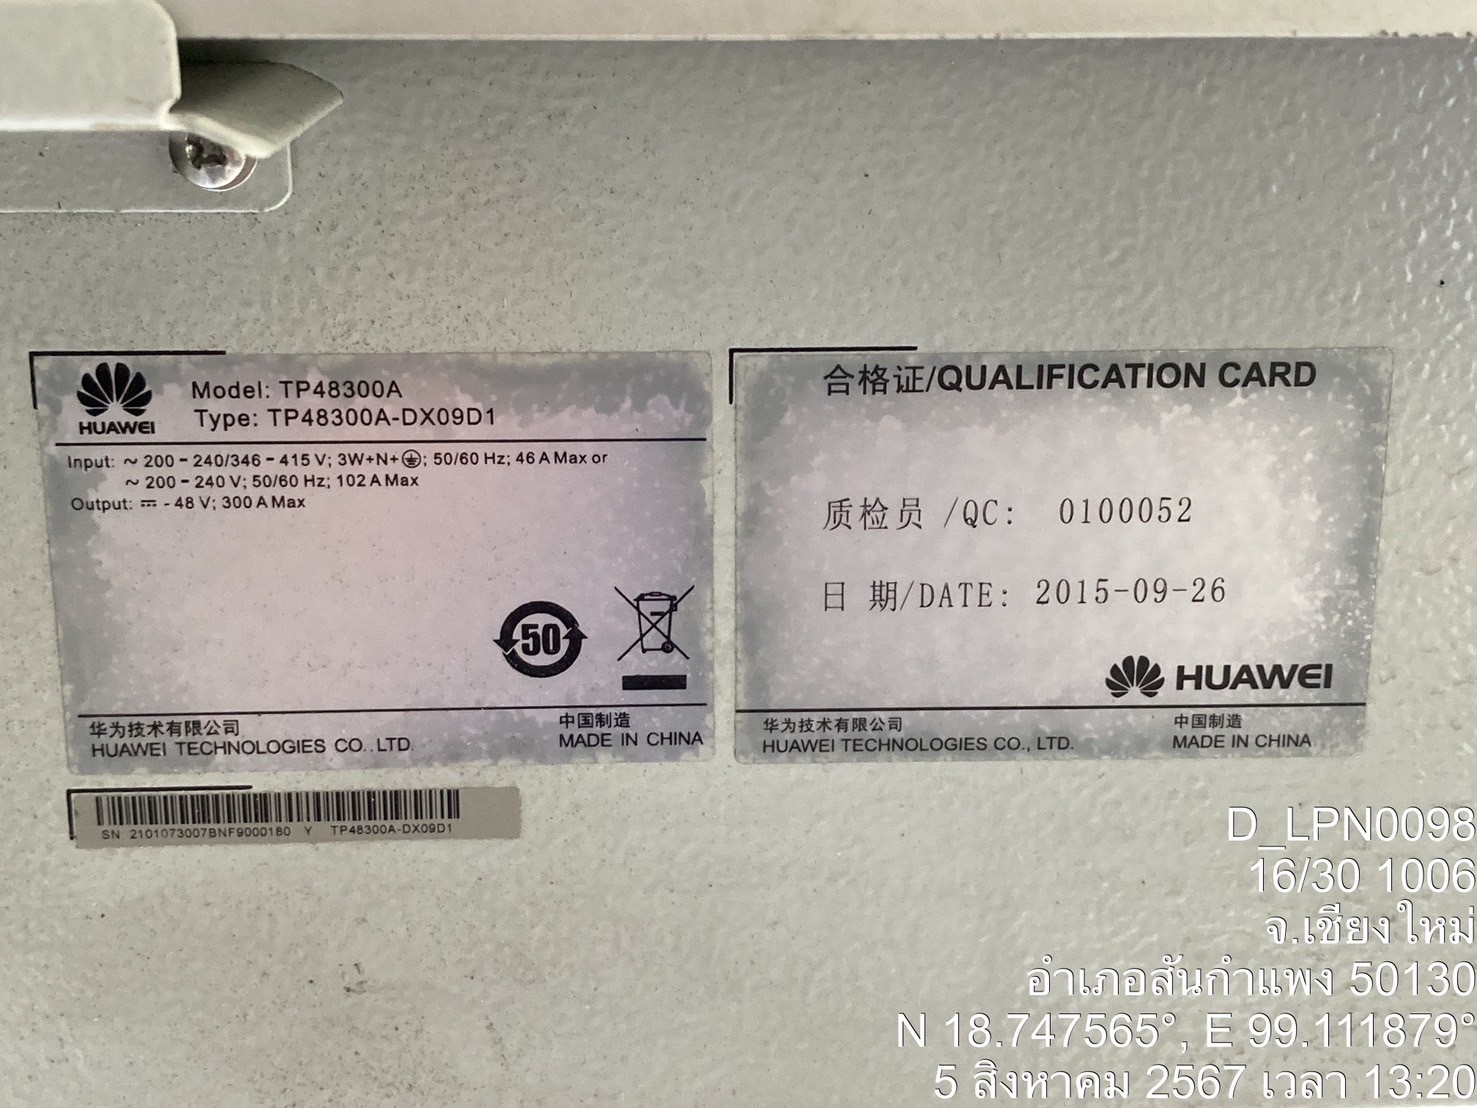 HUAWEI
Model: TP48300A
Type: TP48300A-DX09D1
Input: ~ 200 - 240/346 - 415 V; 3W+N+⏚; 50/60 Hz; 46 A Max or
~ 200 - 240 V; 50/60 Hz; 102 A Max
Output: ⎓ - 48 V; 300 A Max
50
华为技术有限公司
HUAWEI TECHNOLOGIES CO.,LTD.
中国制造
MADE IN CHINA
SN 2101073007BNF9000180 Y TP48300A-DX09D1
合格证/QUALIFICATION CARD
质检员 /QC: 0100052
日 期/DATE: 2015-09-26
HUAWEI
华为技术有限公司
HUAWEI TECHNOLOGIES CO., LTD.
中国制造
MADE IN CHINA
D_LPN0098
16/30 1006
จ.เชียงใหม่
อำเภอสันกำแพง 50130
N 18.747565°, E 99.111879°
5 สิงหาคม 2567 เวลา 13:20